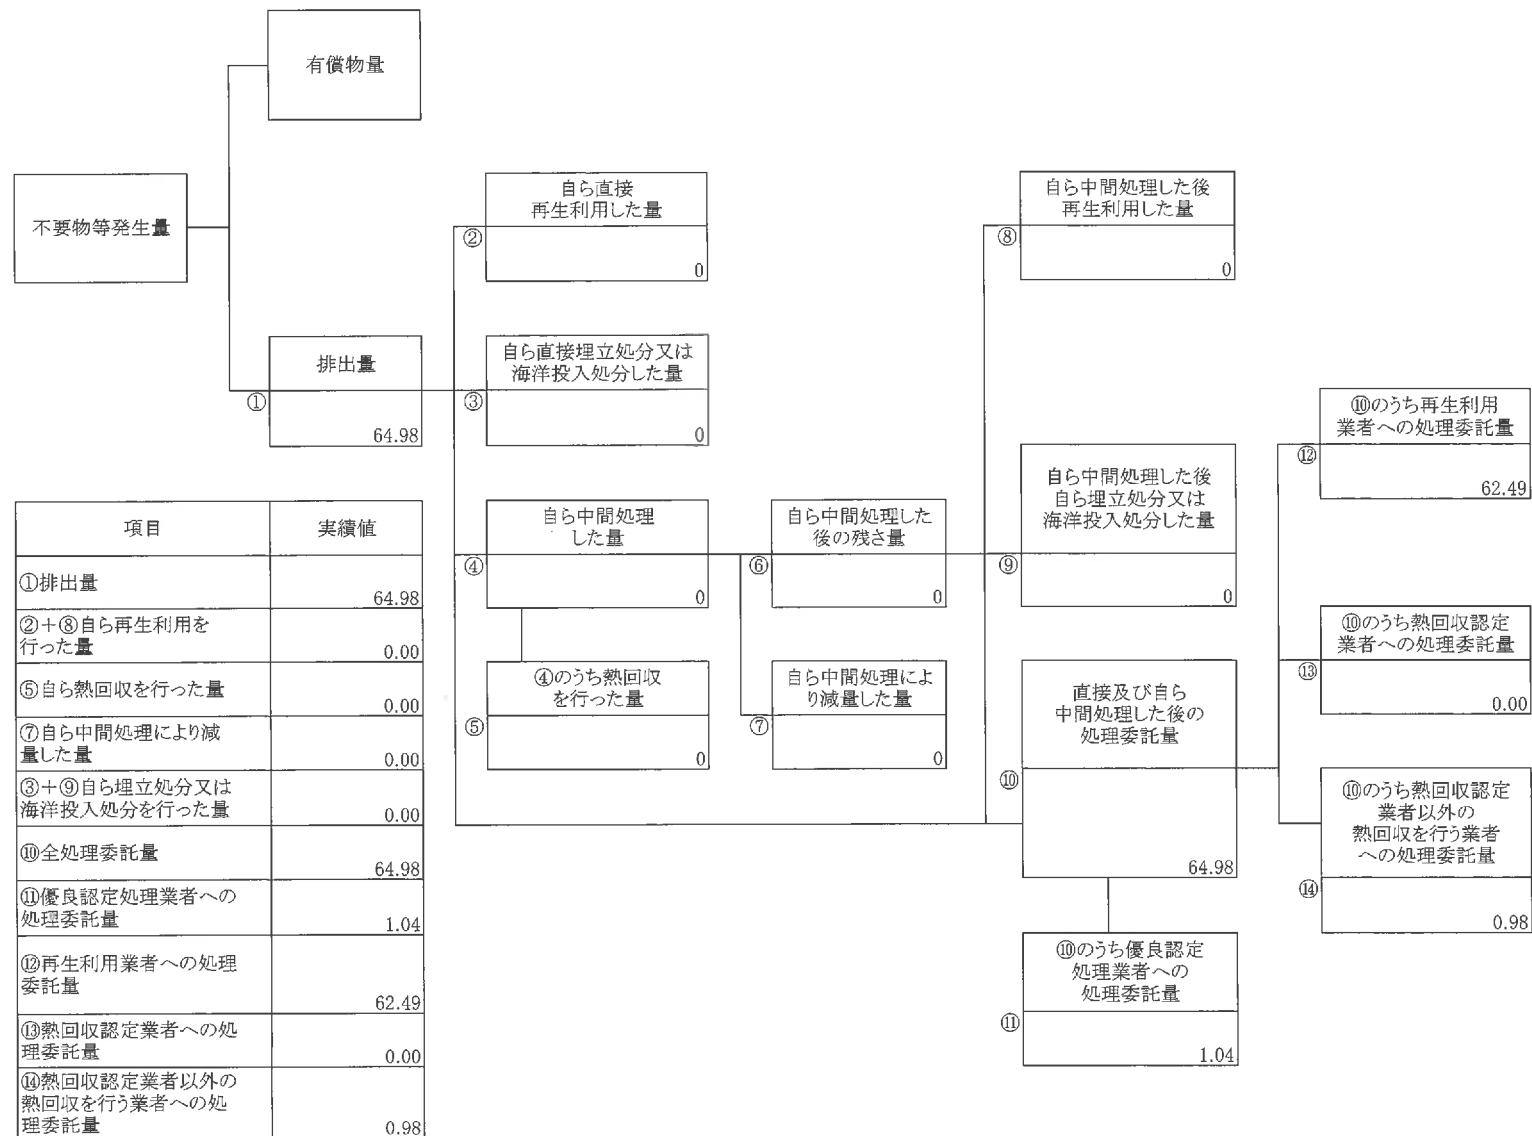 有償物量
不要物等発生量
排出量
①
64.98
自ら直接
再生利用した量
②
0
自ら直接埋立処分又は
海洋投入処分した量
③
0
自ら中間処理
した量
④
0
④のうち熱回収
を行った量
⑤
0
自ら中間処理した
後の残さ量
⑥
0
自ら中間処理によ
り減量した量
⑦
0
自ら中間処理した後
再生利用した量
⑧
0
自ら中間処理した後
自ら埋立処分又は
海洋投入処分した量
⑨
0
直接及び自ら
中間処理した後の
処理委託量
⑩
64.98
⑩のうち優良認定
処理業者への
処理委託量
⑪
1.04
⑩のうち再生利用
業者への処理委託量
⑫
62.49
⑩のうち熱回収認定
業者への処理委託量
⑬
0.00
⑩のうち熱回収認定
業者以外の
熱回収を行う業者
への処理委託量
⑭
0.98
項目 実績値
①排出量
64.98
②＋⑧自ら再生利用を
行った量
0.00
⑤自ら熱回収を行った量
0.00
⑦自ら中間処理により減
量した量
0.00
③＋⑨自ら埋立処分又は
海洋投入処分を行った量
0.00
⑩全処理委託量
64.98
⑪優良認定処理業者への
処理委託量
1.04
⑫再生利用業者への処理
委託量
62.49
⑬熱回収認定業者への処
理委託量
0.00
⑭熱回収認定業者以外の
熱回収を行う業者への処
理委託量
0.98